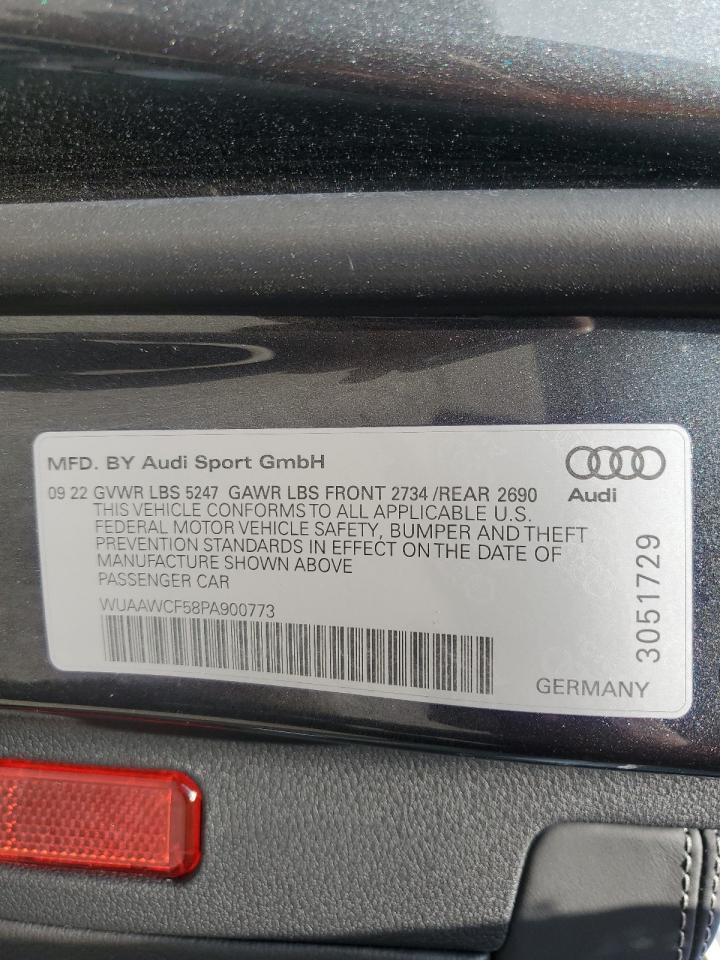 MFD. BY Audi Sport GmbH
09 22 GVWR LBS 5247 GAWR LBS FRONT 2734 /REAR 2690
THIS VEHICLE CONFORMS TO ALL APPLICABLE U.S.
FEDERAL MOTOR VEHICLE SAFETY, BUMPER AND THEFT
PREVENTION STANDARDS IN EFFECT ON THE DATE OF
MANUFACTURE SHOWN ABOVE
PASSENGER CAR
WUAAWCF58PA900773
Audi
3051729
GERMANY